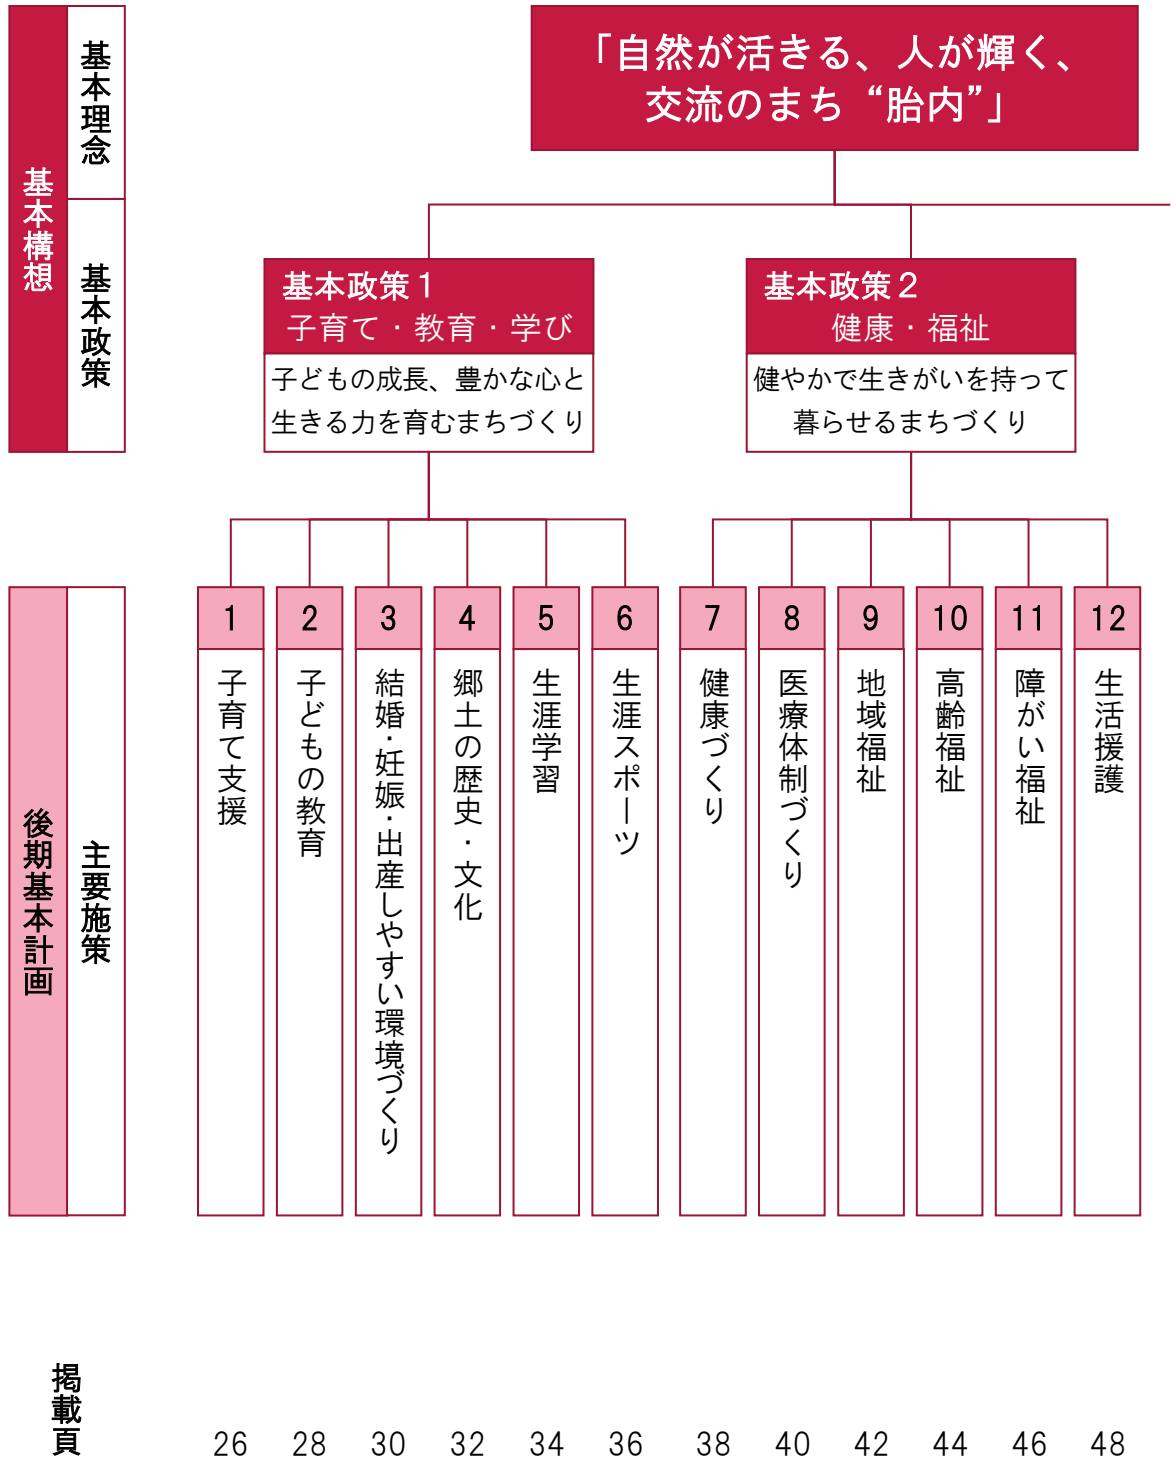 基本構想
基本理念
「自然が活きる、人が輝く、
交流のまち“胎内”」
基本政策
基本政策1
子育て・教育・学び
子どもの成長、豊かな心と
生きる力を育むまちづくり
基本政策2
健康・福祉
健やかで生きがいを持って
暮らせるまちづくり
後期基本計画
主要施策
1
子育て支援
2
子どもの教育
3
結婚・妊娠・出産しやすい環境づくり
4
郷土の歴史・文化
5
生涯学習
6
生涯スポーツ
7
健康づくり
8
医療体制づくり
9
地域福祉
10
高齢福祉
11
障がい福祉
12
生活援護
掲載頁
26 28 30 32 34 36 38 40 42 44 46 48